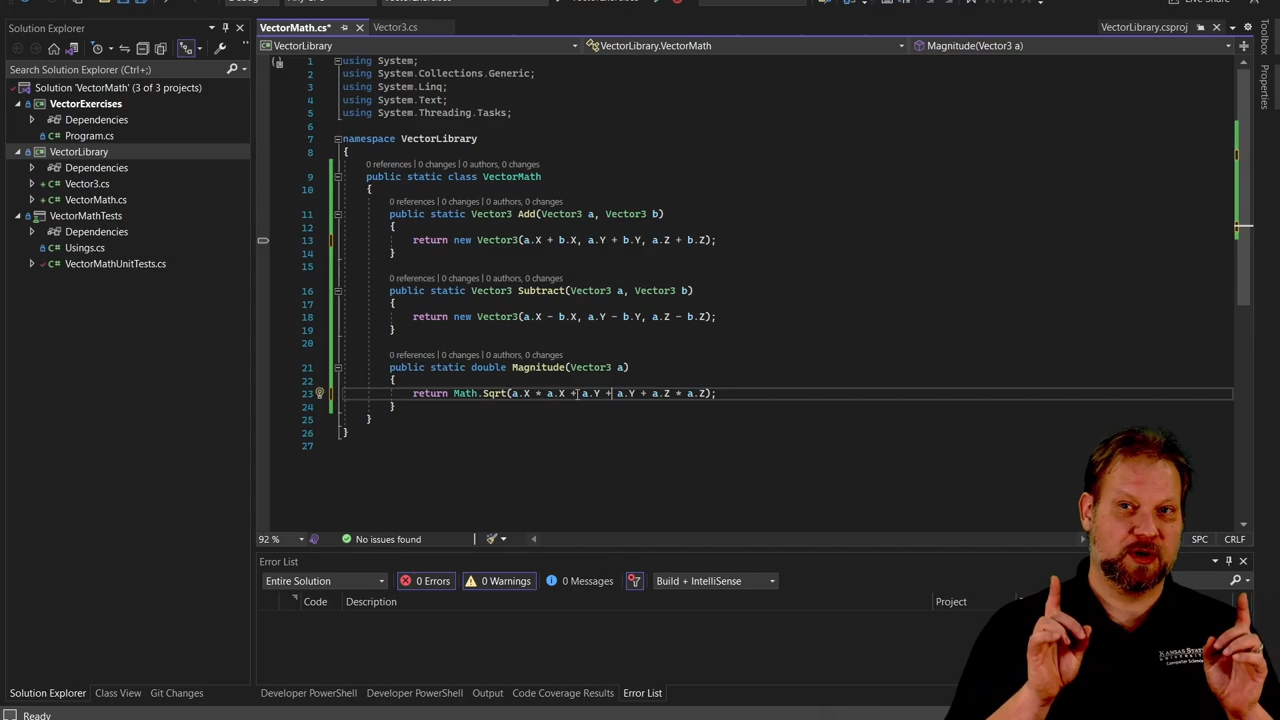 VectorMath.cs*
Vector3.cs
VectorLibrary.csproj
Solution Explorer
VectorLibrary
VectorLibrary.VectorMath
Magnitude(Vector3 a)
Toolbox
Properties
Search Solution Explorer (Ctrl+;)
Solution 'VectorMath' (3 of 3 projects)
VectorExercises
Dependencies
Program.cs
VectorLibrary
Dependencies
Vector3.cs
VectorMath.cs
VectorMathTests
Dependencies
Usings.cs
VectorMathUnitTests.cs
1 using System;
2 using System.Collections.Generic;
3 using System.Linq;
4 using System.Text;
5 using System.Threading.Tasks;
6
7 namespace VectorLibrary
8 {
0 references | 0 changes | 0 authors, 0 changes
9 public static class VectorMath
10 {
0 references | 0 changes | 0 authors, 0 changes
11 public static Vector3 Add(Vector3 a, Vector3 b)
12 {
13 return new Vector3(a.X + b.X, a.Y + b.Y, a.Z + b.Z);
14 }
15
0 references | 0 changes | 0 authors, 0 changes
16 public static Vector3 Subtract(Vector3 a, Vector3 b)
17 {
18 return new Vector3(a.X - b.X, a.Y - b.Y, a.Z - b.Z);
19 }
20
0 references | 0 changes | 0 authors, 0 changes
21 public static double Magnitude(Vector3 a)
22 {
23 return Math.Sqrt(a.X * a.X + a.Y + a.Y + a.Z * a.Z);
24 }
25 }
26 }
27
92 %
No issues found
SPC
CRLF
Error List
Entire Solution
0 Errors
0 Warnings
0 Messages
Build + IntelliSense
Code
Description
Project
Kansas State
Computer Science
Solution Explorer
Class View
Git Changes
Developer PowerShell
Developer PowerShell
Output
Code Coverage Results
Error List
Ready